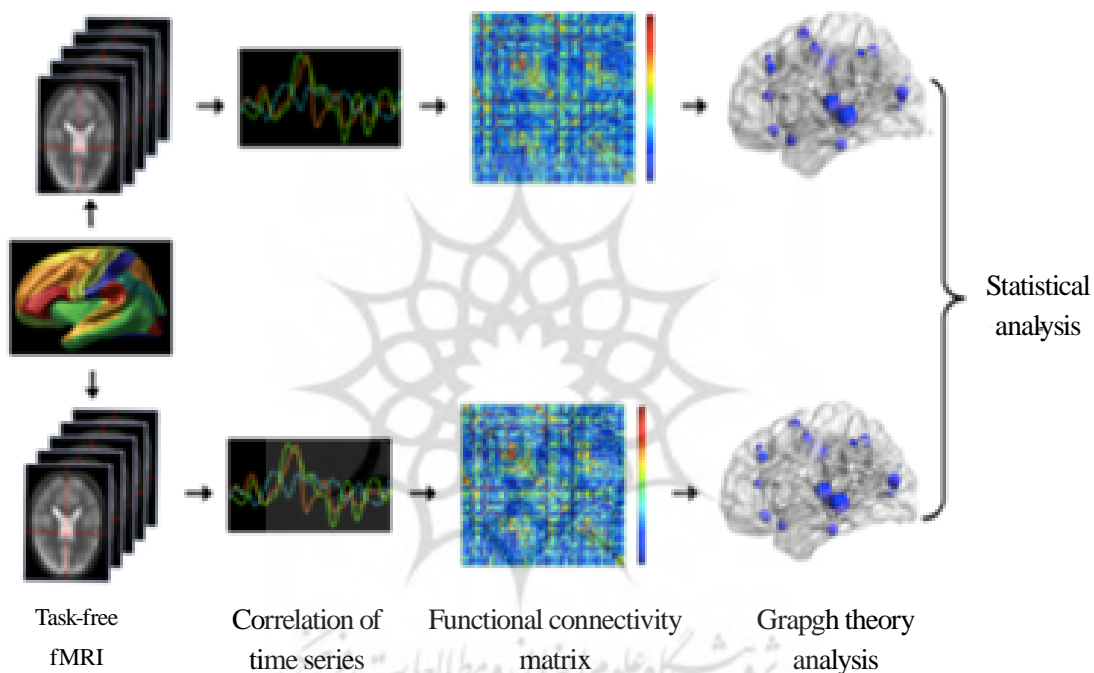 Statistical
analysis
Task-free
fMRI
Correlation of
time series
Functional connectivity
matrix
Grapgh theory
analysis